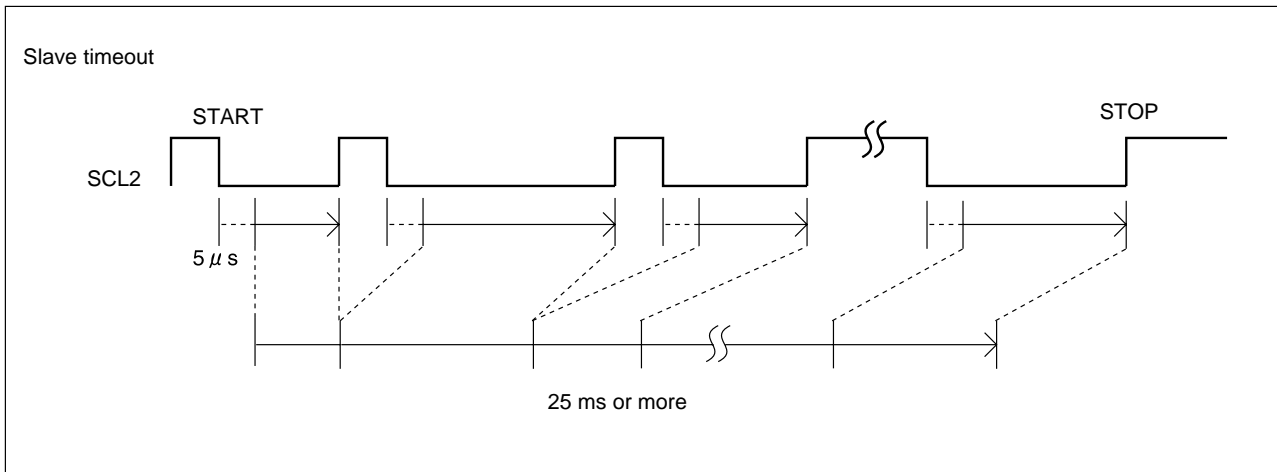 Slave timeout
START
STOP
SCL2
5 μ s
25 ms or more